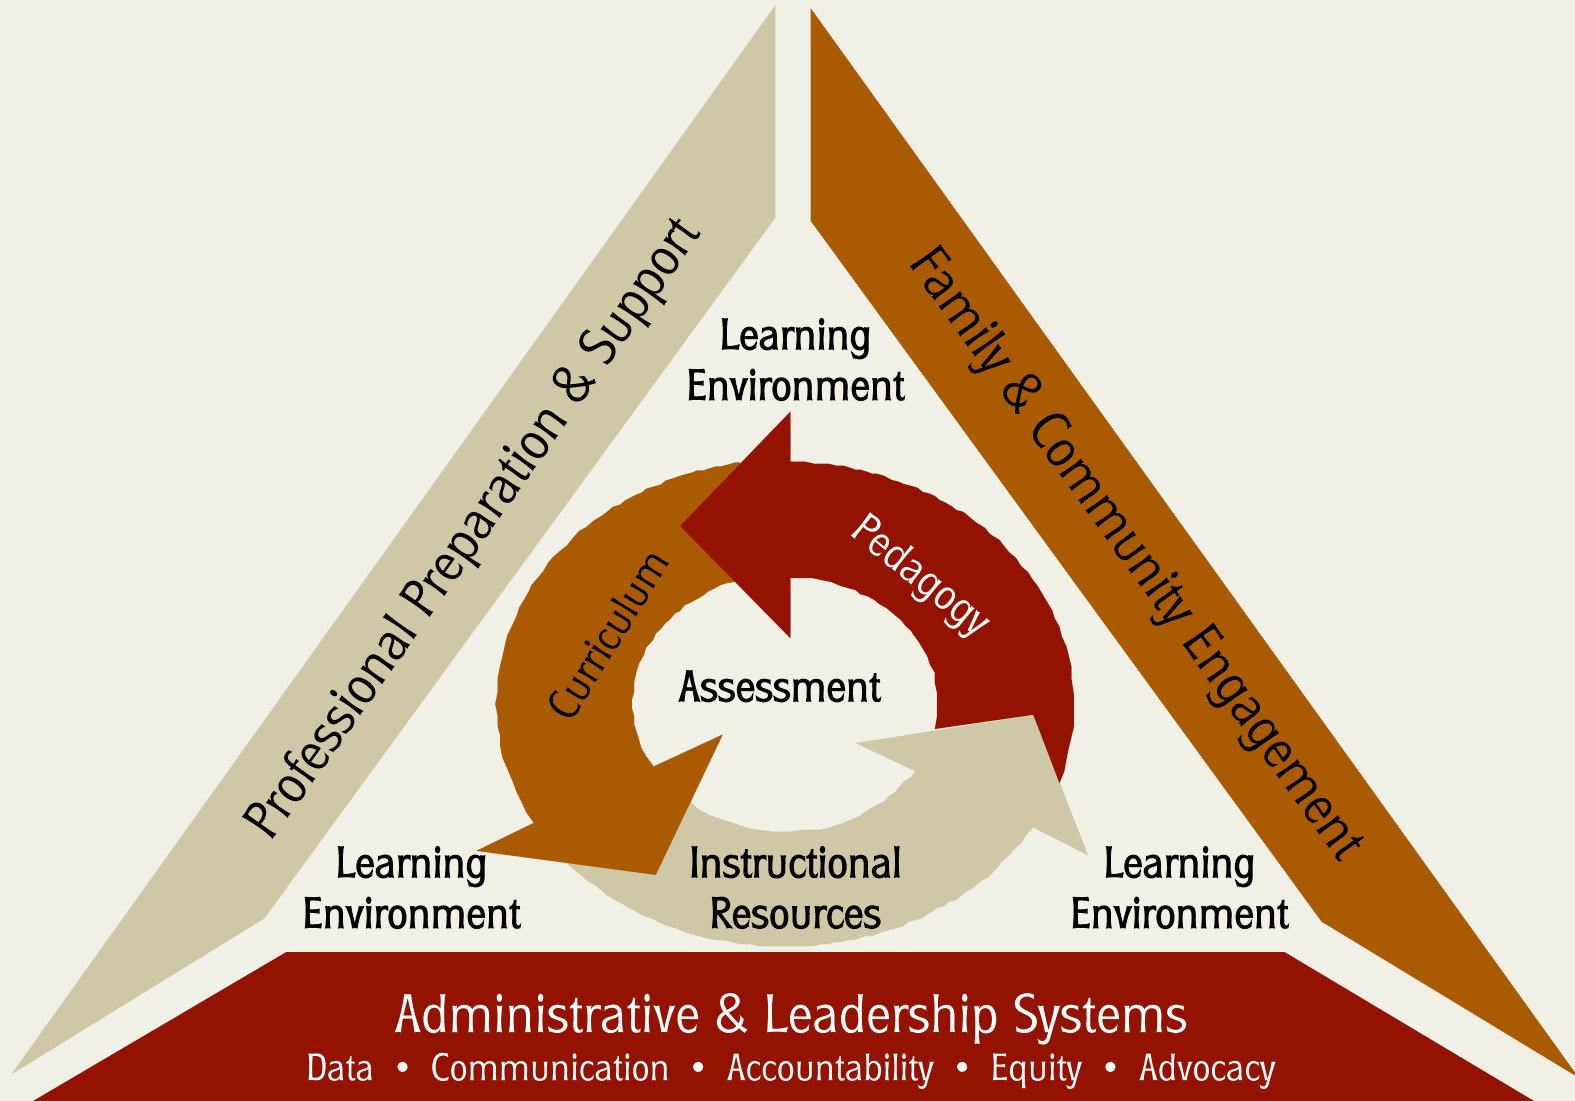 Professional Preparation & Support
Family & Community Engagement
Learning
Environment
Pedagogy
Curriculum
Assessment
Learning
Environment
Instructional
Resources
Learning
Environment
Administrative & Leadership Systems
Data • Communication • Accountability • Equity • Advocacy